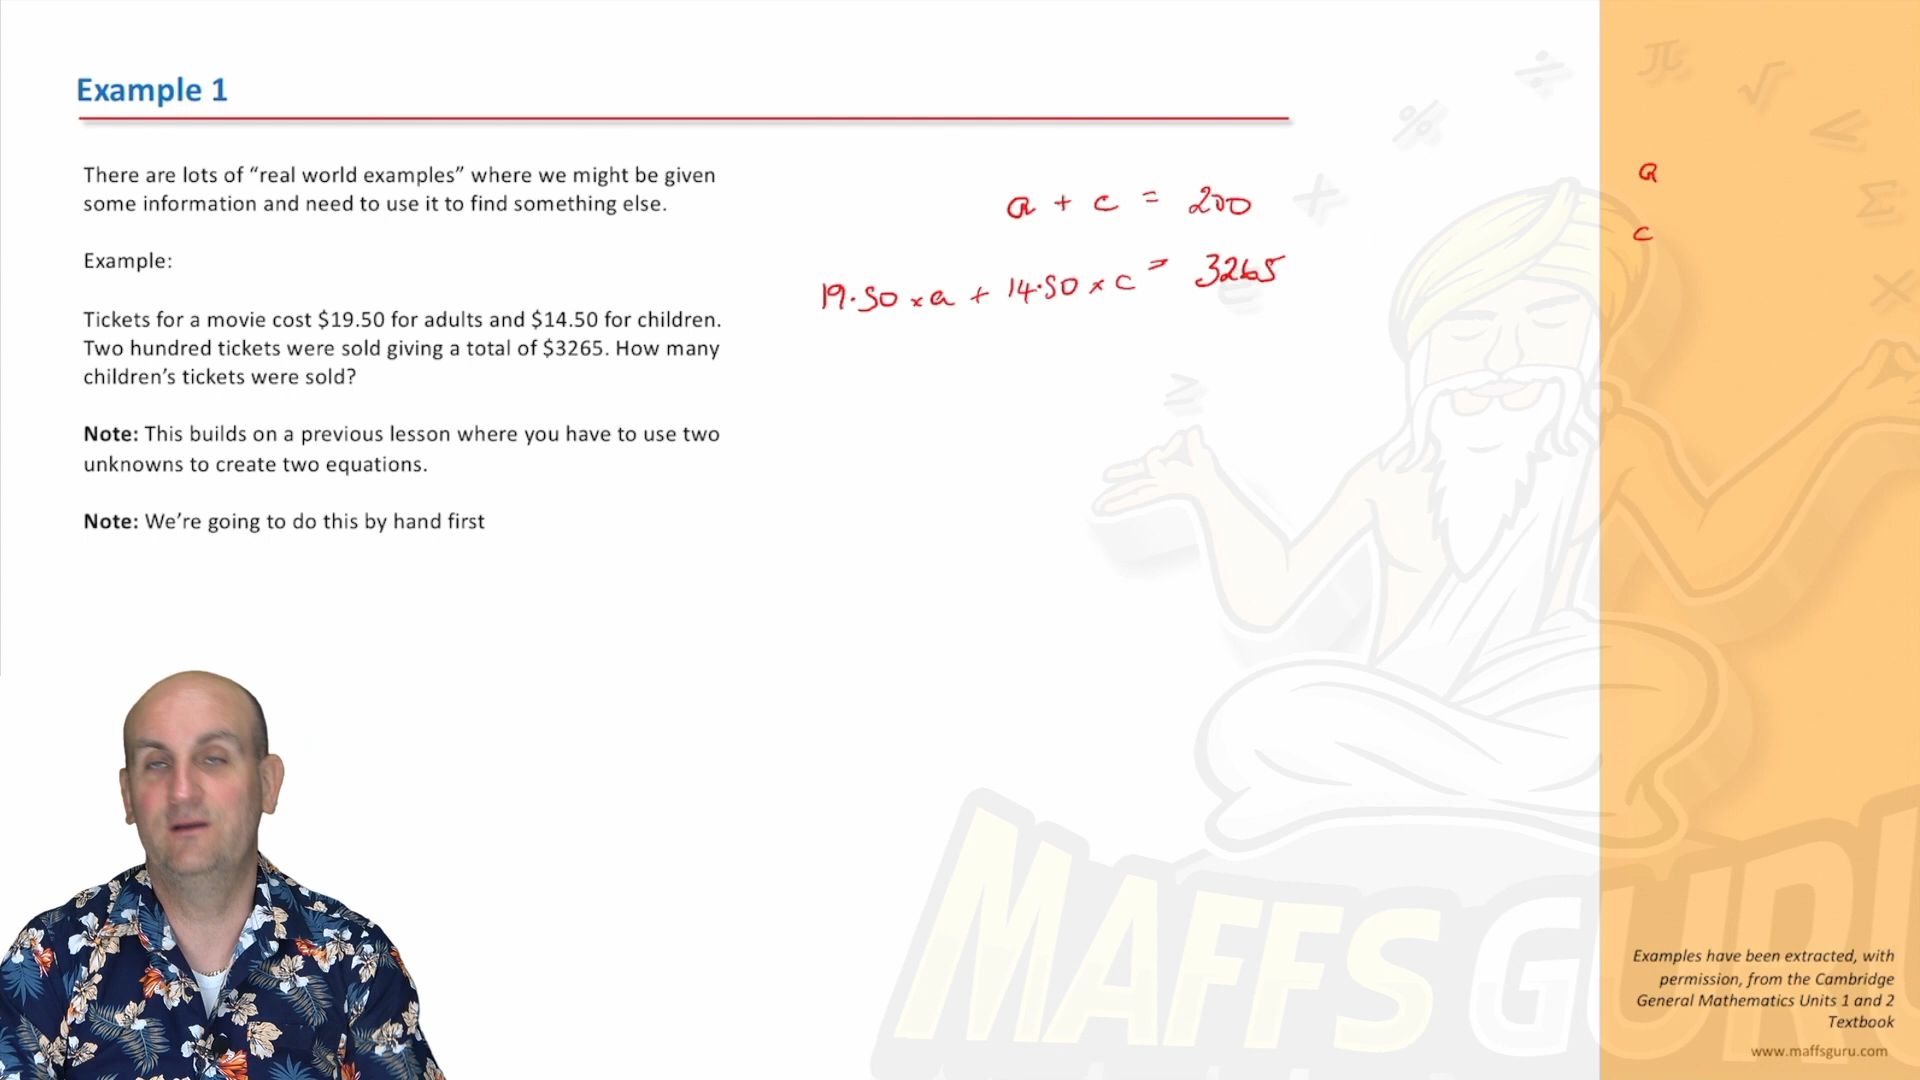 Example 1
There are lots of “real world examples” where we might be given
some information and need to use it to find something else.
Example:
Tickets for a movie cost $19.50 for adults and $14.50 for children.
Two hundred tickets were sold giving a total of $3265. How many
children’s tickets were sold?
Note: This builds on a previous lesson where you have to use two
unknowns to create two equations.
Note: We’re going to do this by hand first
a + c = 200
19.50 × a + 14.50 × c = 3265
a
c
MAFFS GURU
Examples have been extracted, with
permission, from the Cambridge
General Mathematics Units 1 and 2
Textbook
www.maffsguru.com